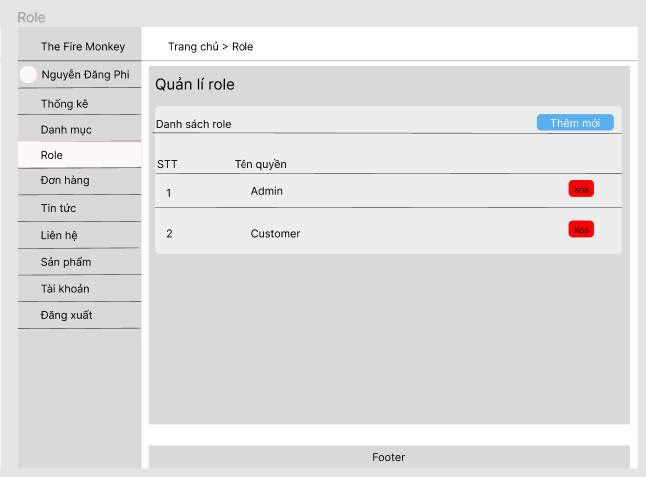 Role
The Fire Monkey
Trang chủ > Role
Nguyễn Đăng Phi
Thống kê
Danh mục
Role
Đơn hàng
Tin tức
Liên hệ
Sản phẩm
Tài khoản
Đăng xuất
Quản lí role
Danh sách role
Thêm mới
STT Tên quyền
1 Admin Xóa
2 Customer Xóa
Footer